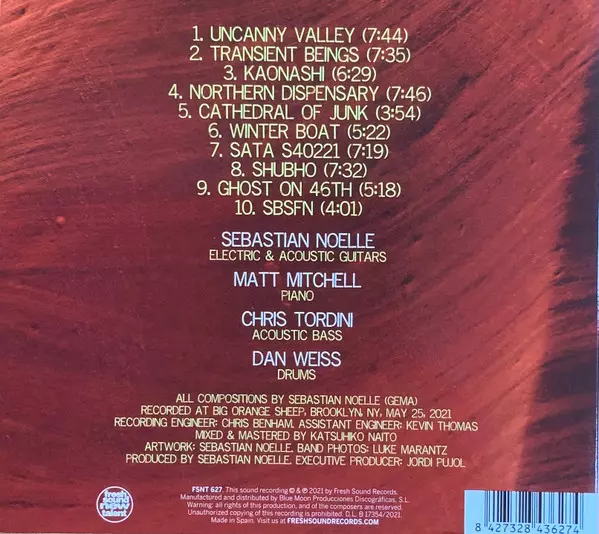 1. UNCANNY VALLEY (7:44)
2. TRANSIENT BEINGS (7:35)
3. KAONASHI (6:29)
4. NORTHERN DISPENSARY (7:46)
5. CATHEDRAL OF JUNK (3:54)
6. WINTER BOAT (5:22)
7. SATA S40221 (7:19)
8. SHUBHO (7:32)
9. GHOST ON 46TH (5:18)
10. SBSFN (4:01)
SEBASTIAN NOELLE
ELECTRIC & ACOUSTIC GUITARS
MATT MITCHELL
PIANO
CHRIS TORDINI
ACOUSTIC BASS
DAN WEISS
DRUMS
ALL COMPOSITIONS BY SEBASTIAN NOELLE (GEMA)
RECORDED AT BIG ORANGE SHEEP, BROOKLYN, NY, MAY 25, 2021
RECORDING ENGINEER: CHRIS BENHAM. ASSISTANT ENGINEER: KEVIN THOMAS
MIXED & MASTERED BY KATSUHIKO NAITO
ARTWORK: SEBASTIAN NOELLE. BAND PHOTOS: LUKE MARANTZ
PRODUCED BY SEBASTIAN NOELLE. EXECUTIVE PRODUCER: JORDI PUJOL
fresh sound new talent
FSNT 627. This sound recording © & ℗ 2021 by Fresh Sound Records.
Manufactured and distributed by Blue Moon Producciones Discográficas, S.L.
Warning: all rights of this production, and of the composers are reserved.
Unauthorized copying of this recording is prohibited. D.L. B 17354/2021.
Made in Spain. Visit us at FRESHSOUNDRECORDS.COM
8 427328 436274